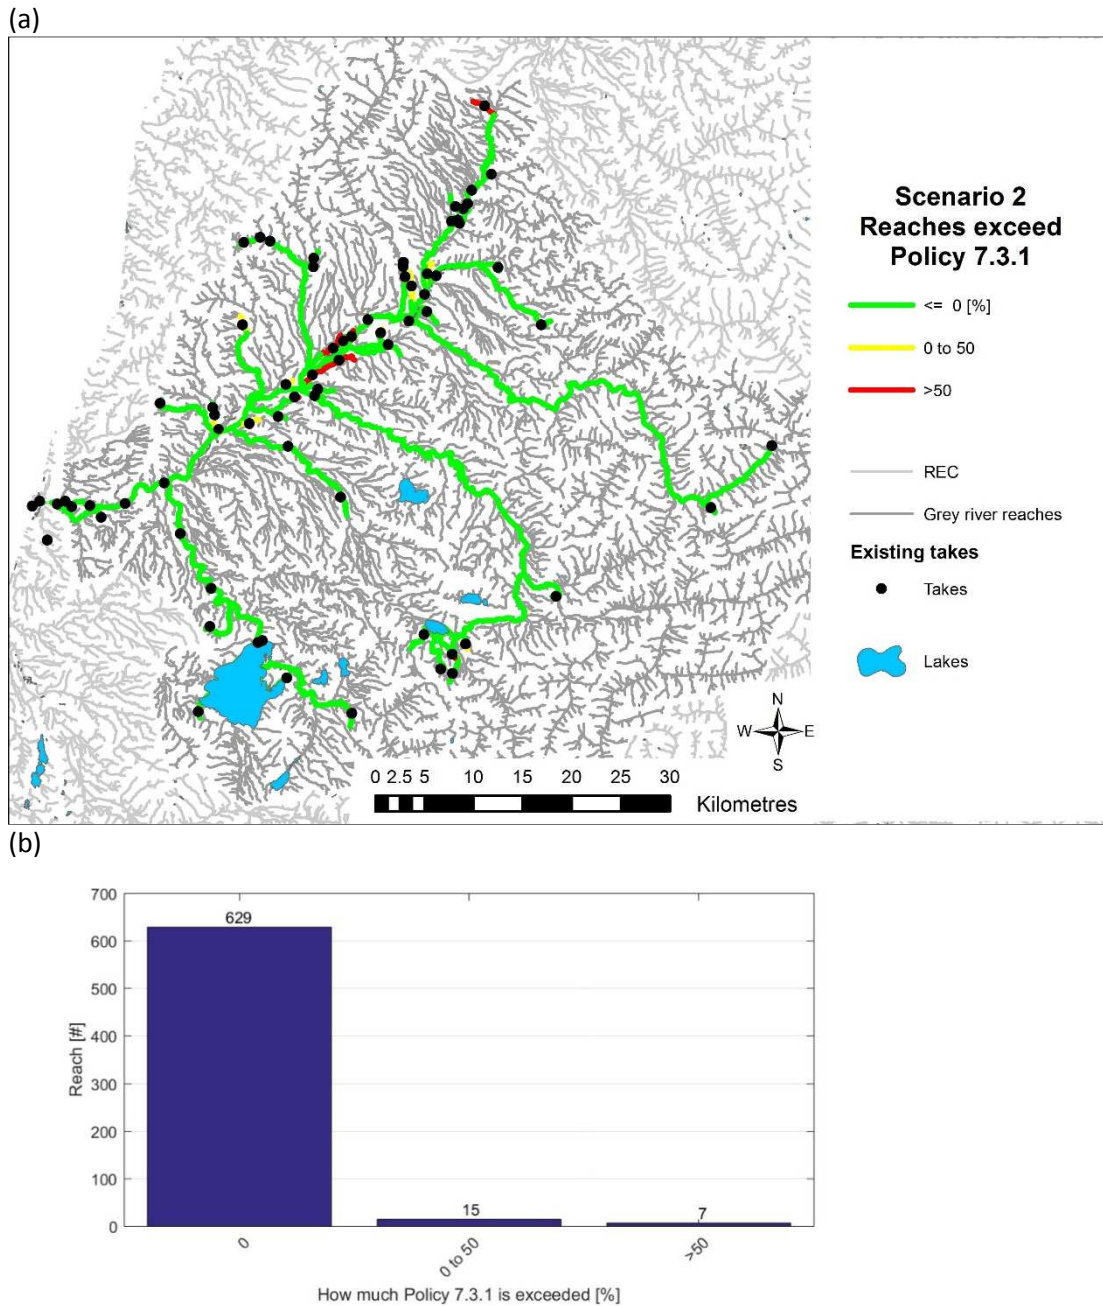 (a)
Scenario 2
Reaches exceed
Policy 7.3.1
<= 0 [%]
0 to 50
>50
REC
Grey river reaches
Existing takes
Takes
Lakes
N
W E
S
0 2.5 5 10 15 20 25 30
Kilometres
(b)
700
600
500
400
300
200
100
0
Reach [#]
629
15
7
0
0 to 50
>50
How much Policy 7.3.1 is exceeded [%]